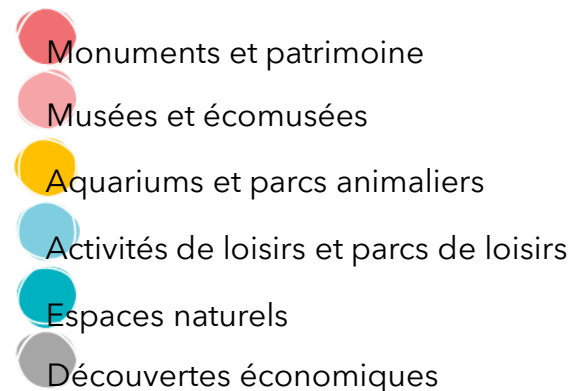 Monuments et patrimoine
Musées et écomusées
Aquariums et parcs animaliers
Activités de loisirs et parcs de loisirs
Espaces naturels
Découvertes économiques